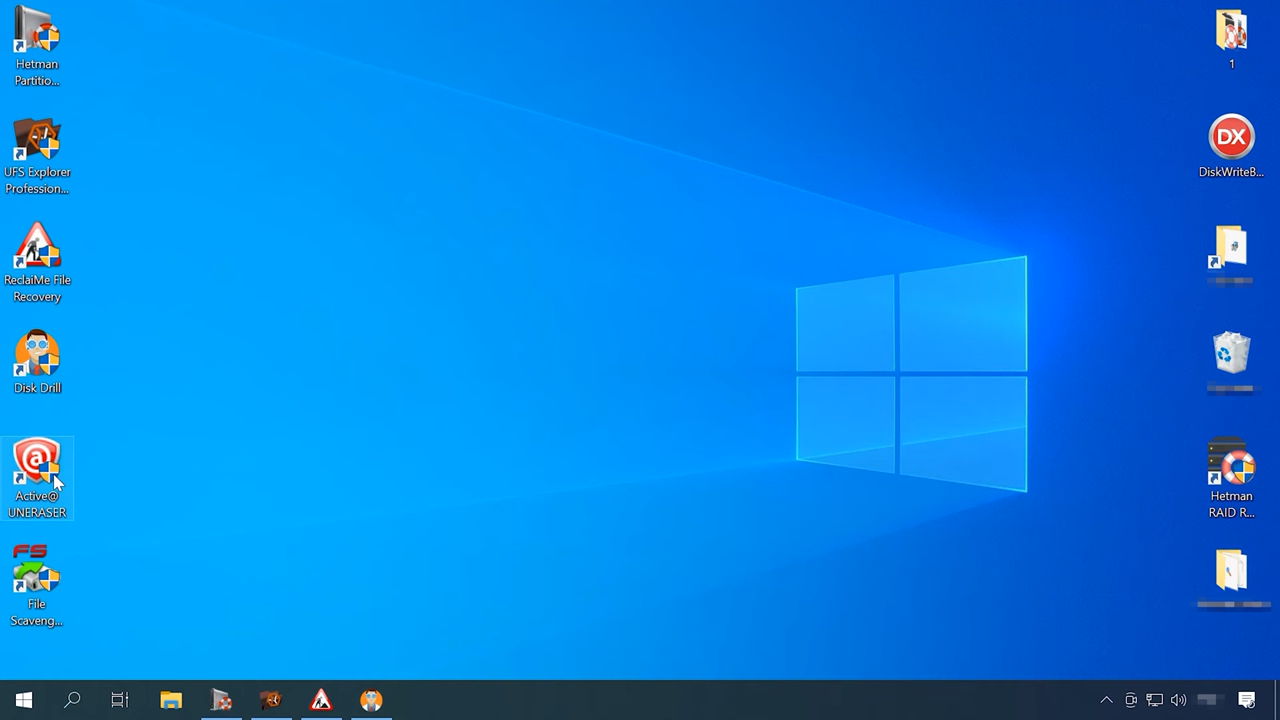 Hetman
Partitio...
UFS Explorer
Profession...
ReclaiMe File
Recovery
Disk Drill
Active@
UNERASER
FS
File
Scaveng...
1
DX
DiskWriteB...
Hetman
RAID R...